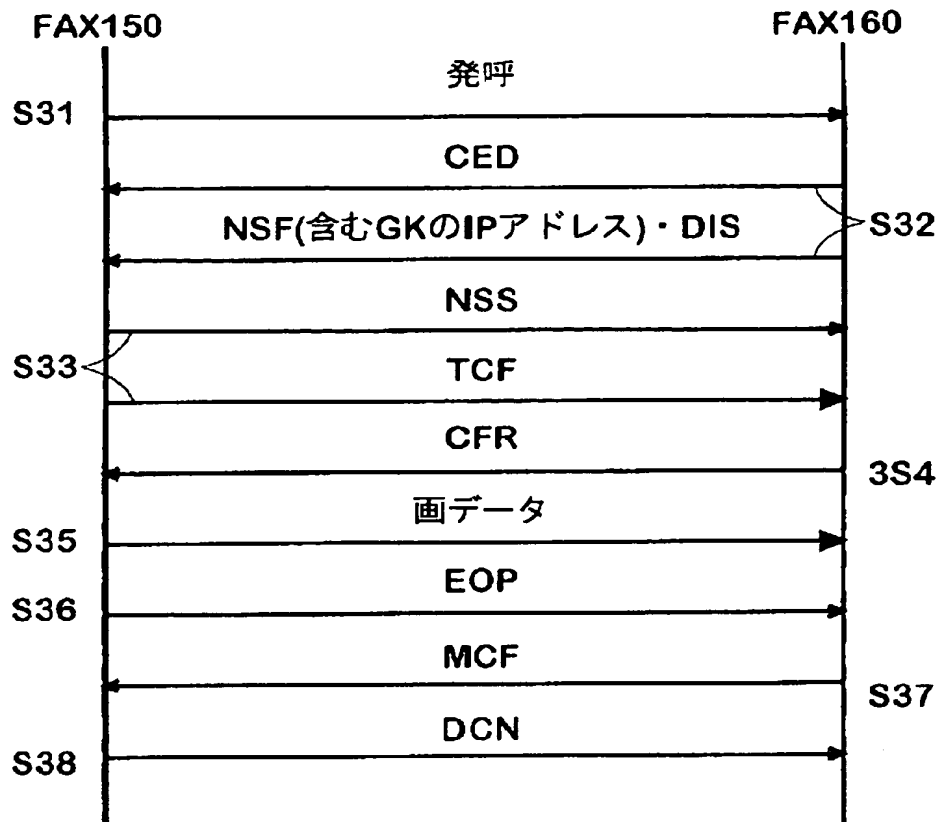 FAX150
FAX160
発呼
S31
CED
NSF(含むGKのIPアドレス)・DIS
S32
NSS
S33
TCF
CFR
3S4
画データ
S35
EOP
S36
MCF
S37
DCN
S38